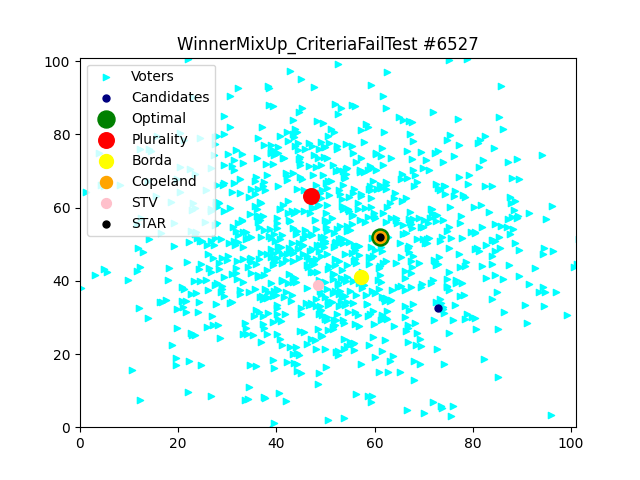 WinnerMixUp_CriteriaFailTest #6527
100
80
60
40
20
0
0
20
40
60
80
100
Voters
Candidates
Optimal
Plurality
Borda
Copeland
STV
STAR